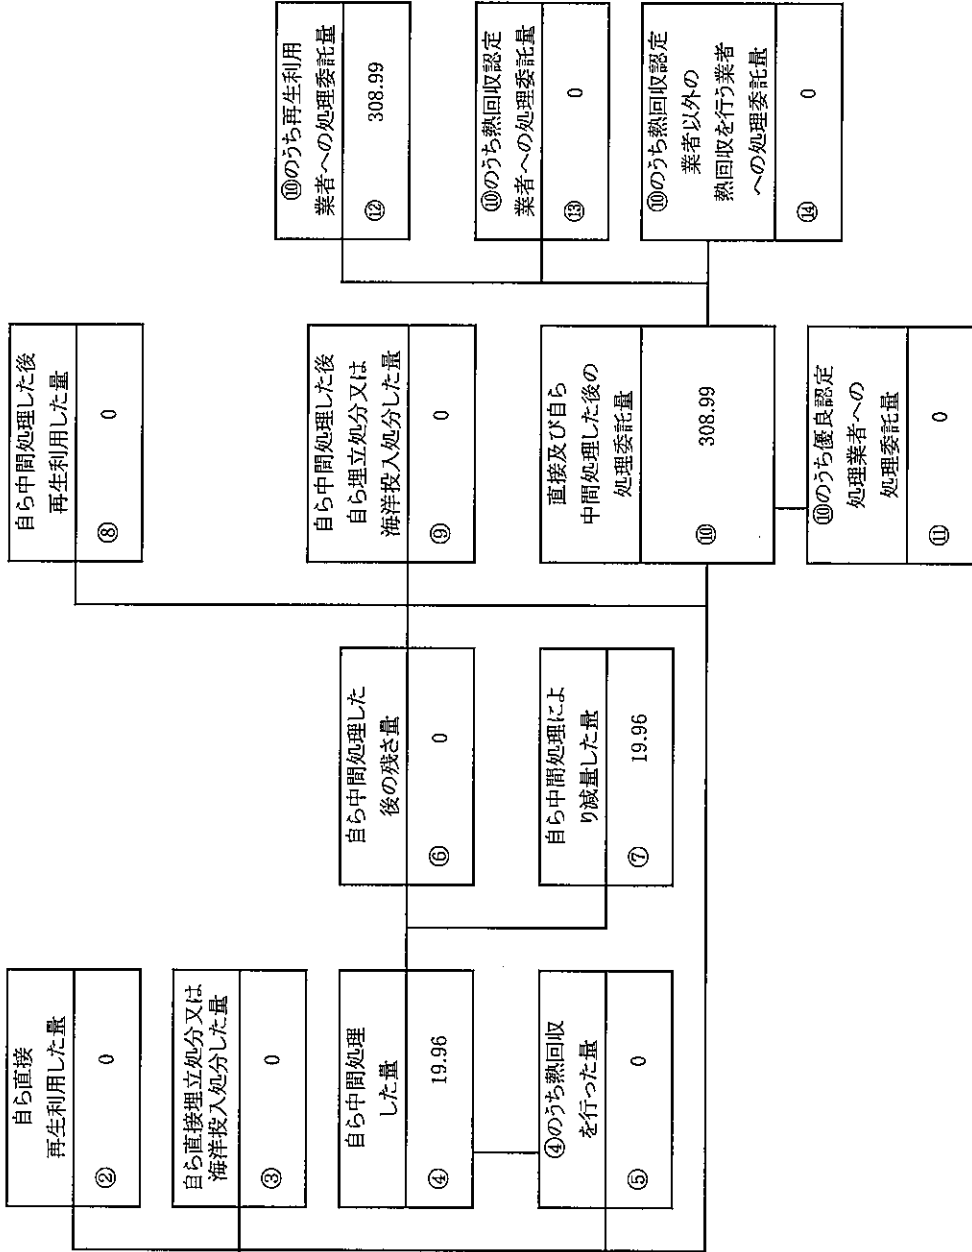 自ら直接
再生利用した量
② 0
自ら直接埋立処分又は
海洋投入処分した量
③ 0
自ら中間処理
した量
④ 19.96
④のうち熱回収
を行った量
⑤ 0
自ら中間処理した
後の残さ量
⑥ 0
自ら中間処理によ
り減量した量
⑦ 19.96
自ら中間処理した後
再生利用した量
⑧ 0
自ら中間処理した後
自ら埋立処分又は
海洋投入処分した量
⑨ 0
直接及び自ら
中間処理した後の
処理委託量
⑩ 308.99
⑩のうち優良認定
処理業者への
処理委託量
⑪ 0
⑩のうち再生利用
業者への処理委託量
⑫ 308.99
⑩のうち熱回収認定
業者への処理委託量
⑬ 0
⑩のうち熱回収認定
業者以外の
熱回収を行う業者
への処理委託量
⑭ 0